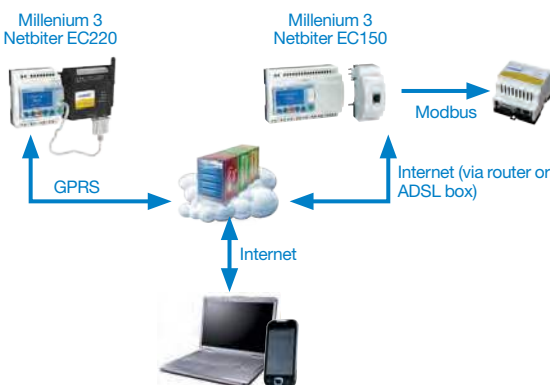 Millenium 3
Netbiter EC220
Millenium 3
Netbiter EC150
Modbus
GPRS
Internet (via router or
ADSL box)
Internet